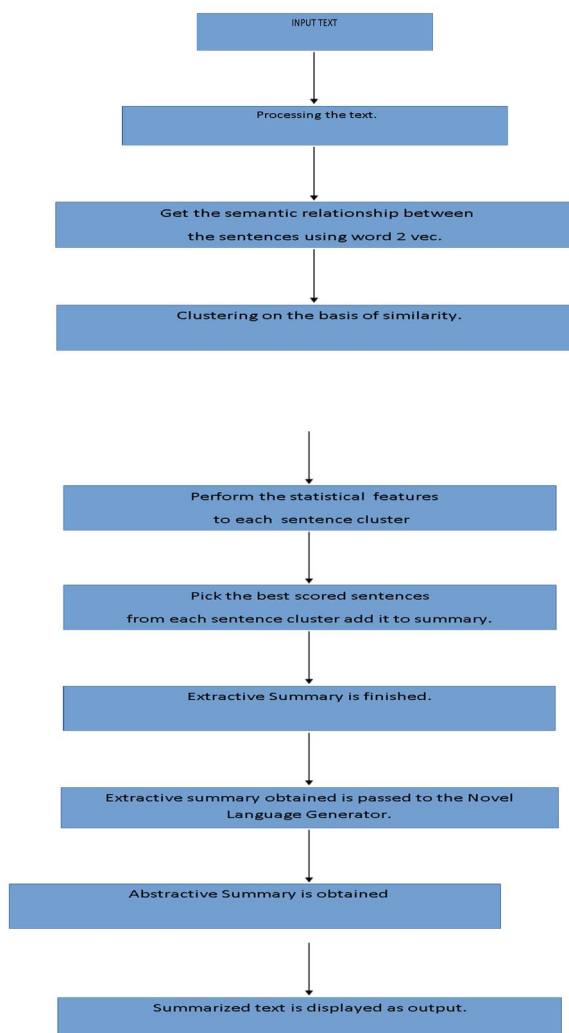 INPUT TEXT
Processing the text.
Get the semantic relationship between
the sentences using word 2 vec.
Clustering on the basis of similarity.
Perform the statistical features
to each sentence cluster
Pick the best scored sentences
from each sentence cluster add it to summary.
Extractive Summary is finished.
Extractive summary obtained is passed to the Novel
Language Generator.
Abstractive Summary is obtained
Summarized text is displayed as output.